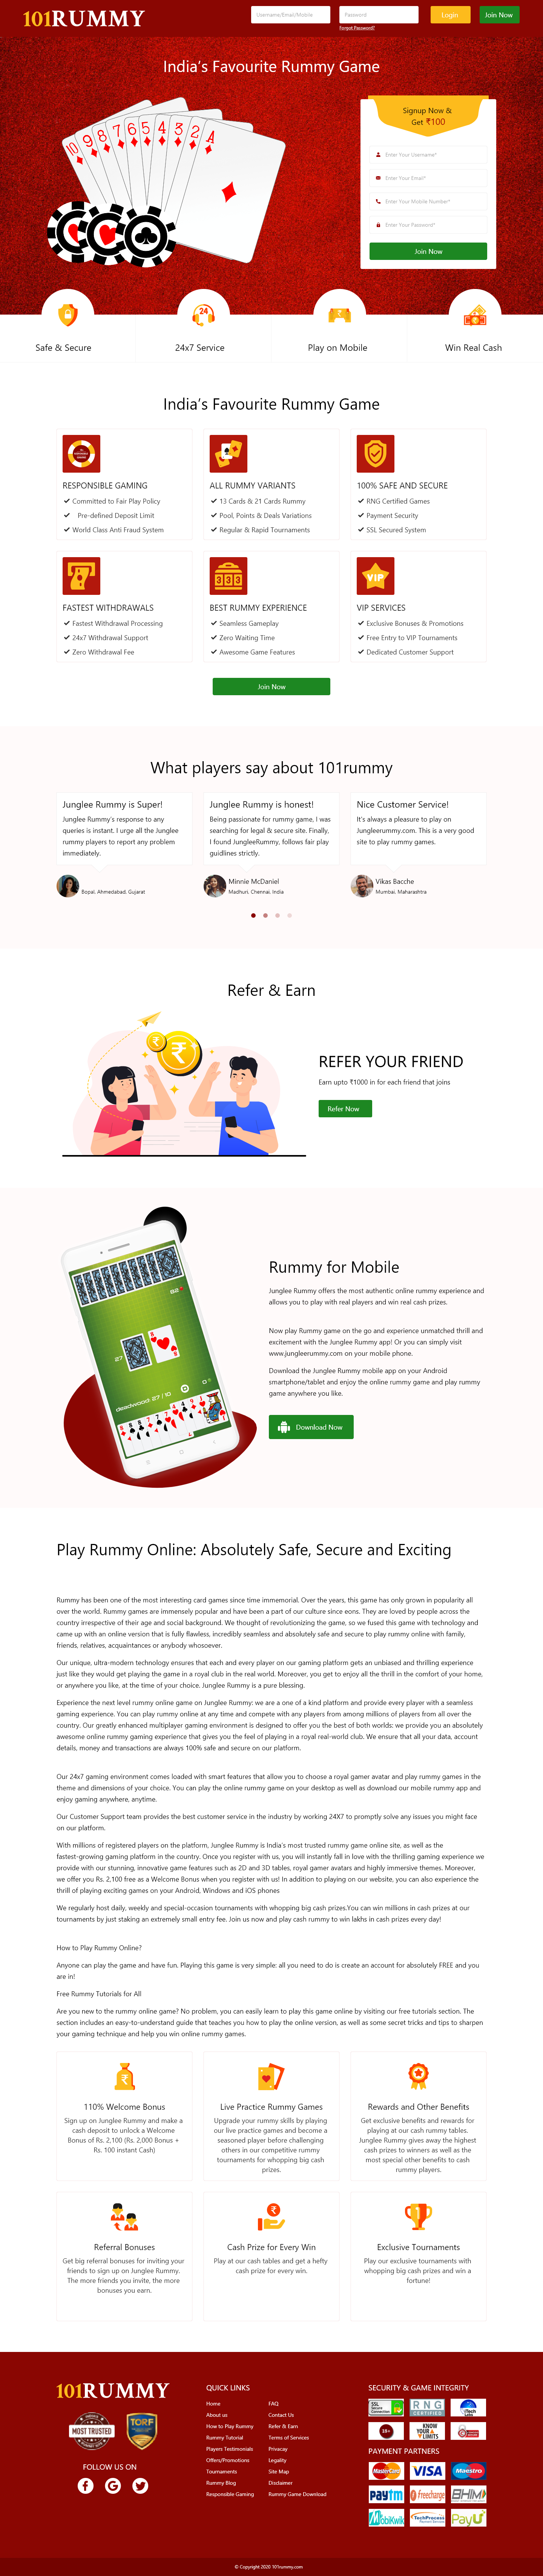 101RUMMY
Username/Email/Mobile
Password
Login
Join Now
Forgot Password?
India's Favourite Rummy Game
Signup Now &
Get ₹100
Enter Your Username*
Enter Your Email*
Enter Your Mobile Number*
Enter Your Password*
Join Now
Safe & Secure
24x7 Service
Play on Mobile
Win Real Cash
India's Favourite Rummy Game
RESPONSIBLE GAMING
Committed to Fair Play Policy
Pre-defined Deposit Limit
World Class Anti Fraud System
ALL RUMMY VARIANTS
13 Cards & 21 Cards Rummy
Pool, Points & Deals Variations
Regular & Rapid Tournaments
100% SAFE AND SECURE
RNG Certified Games
Payment Security
SSL Secured System
FASTEST WITHDRAWALS
Fastest Withdrawal Processing
24x7 Withdrawal Support
Zero Withdrawal Fee
BEST RUMMY EXPERIENCE
Seamless Gameplay
Zero Waiting Time
Awesome Game Features
VIP
VIP SERVICES
Exclusive Bonuses & Promotions
Free Entry to VIP Tournaments
Dedicated Customer Support
Join Now
What players say about 101rummy
Junglee Rummy is Super!
Junglee Rummy's response to any
queries is instant. I urge all the Junglee
rummy players to report any problem
immediately.
Bopal, Ahmedabad, Gujarat
Junglee Rummy is honest!
Being passionate for rummy game, I was
searching for legal & secure site. Finally,
I found JungleeRummy, follows fair play
guidlines strictly.
Minnie McDaniel
Madhuri, Chennai, India
Nice Customer Service!
It's always a pleasure to play on
Jungleerummy.com. This is a very good
site to play rummy games.
Vikas Bacche
Mumbai, Maharashtra
Refer & Earn
REFER YOUR FRIEND
Earn upto ₹1000 in for each friend that joins
Refer Now
deadwood: 27 / 10
Rummy for Mobile
Junglee Rummy offers the most authentic online rummy experience and
allows you to play with real players and win real cash prizes.
Now play Rummy game on the go and experience unmatched thrill and
excitement with the Junglee Rummy app! Or you can simply visit
www.jungleerummy.com on your mobile phone.
Download the Junglee Rummy mobile app on your Android
smartphone/tablet and enjoy the online rummy game and play rummy
game anywhere you like.
Download Now
Play Rummy Online: Absolutely Safe, Secure and Exciting
Rummy has been one of the most interesting card games since time immemorial. Over the years, this game has only grown in popularity all
over the world. Rummy games are immensely popular and have been a part of our culture since eons. They are loved by people across the
country irrespective of their age and social background. We thought of revolutionizing the game, so we fused this game with technology and
came up with an online version that is fully flawless, incredibly seamless and absolutely safe and secure to play rummy online with family,
friends, relatives, acquaintances or anybody whosoever.
Our unique, ultra-modern technology ensures that each and every player on our gaming platform gets an unbiased and thrilling experience
just like they would get playing the game in a royal club in the real world. Moreover, you get to enjoy all the thrill in the comfort of your home,
or anywhere you like, at the time of your choice. Junglee Rummy is a pure blessing.
Experience the next level rummy online game on Junglee Rummy: we are a one of a kind platform and provide every player with a seamless
gaming experience. You can play rummy online at any time and compete with any players from among millions of players from all over the
country. Our greatly enhanced multiplayer gaming environment is designed to offer you the best of both worlds: we provide you an absolutely
awesome online rummy gaming experience that gives you the feel of playing in a royal real-world club. We ensure that all your data, account
details, money and transactions are always 100% safe and secure on our platform.
Our 24x7 gaming environment comes loaded with smart features that allow you to choose a royal gamer avatar and play rummy games in the
theme and dimensions of your choice. You can play the online rummy game on your desktop as well as download our mobile rummy app and
enjoy gaming anywhere, anytime.
Our Customer Support team provides the best customer service in the industry by working 24X7 to promptly solve any issues you might face
on our platform.
With millions of registered players on the platform, Junglee Rummy is India's most trusted rummy game online site, as well as the
fastest-growing gaming platform in the country. Once you register with us, you will instantly fall in love with the thrilling gaming experience we
provide with our stunning, innovative game features such as 2D and 3D tables, royal gamer avatars and highly immersive themes. Moreover,
we offer you Rs. 2,100 free as a Welcome Bonus when you register with us! In addition to playing on our website, you can also experience the
thrill of playing exciting games on your Android, Windows and iOS phones
We regularly host daily, weekly and special-occasion tournaments with whopping big cash prizes.You can win millions in cash prizes at our
tournaments by just staking an extremely small entry fee. Join us now and play cash rummy to win lakhs in cash prizes every day!
How to Play Rummy Online?
Anyone can play the game and have fun. Playing this game is very simple: all you need to do is create an account for absolutely FREE and you
are in!
Free Rummy Tutorials for All
Are you new to the rummy online game? No problem, you can easily learn to play this game online by visiting our free tutorials section. The
section includes an easy-to-understand guide that teaches you how to play the online version, as well as some secret tricks and tips to sharpen
your gaming technique and help you win online rummy games.
110% Welcome Bonus
Sign up on Junglee Rummy and make a
cash deposit to unlock a Welcome
Bonus of Rs. 2,100 (Rs. 2,000 Bonus +
Rs. 100 instant Cash)
Live Practice Rummy Games
Upgrade your rummy skills by playing
our live practice games and become a
seasoned player before challenging
others in our competitive rummy
tournaments for whopping big cash
prizes.
Rewards and Other Benefits
Get exclusive benefits and rewards for
playing at our cash rummy tables.
Junglee Rummy gives away the highest
cash prizes to winners as well as the
most special other benefits to cash
rummy players.
Referral Bonuses
Get big referral bonuses for inviting your
friends to sign up on Junglee Rummy.
The more friends you invite, the more
bonuses you earn.
Cash Prize for Every Win
Play at our cash tables and get a hefty
cash prize for every win.
Exclusive Tournaments
Play our exclusive tournaments with
whopping big cash prizes and win a
fortune!
101RUMMY
MOST TRUSTED
TORF
FOLLOW US ON
QUICK LINKS
Home
About us
How to Play Rummy
Rummy Tutorial
Players Testimonials
Offers/Promotions
Tournaments
Rummy Blog
Responsible Gaming
FAQ
Contact Us
Refer & Earn
Terms of Services
Privacay
Legality
Site Map
Disclaimer
Rummy Game Download
SECURITY & GAME INTEGRITY
SSL Secure Connection
RNG CERTIFIED
iTech Labs
18+
KNOW YOUR LIMITS
PAYMENT PARTNERS
MasterCard
VISA
Maestro
paytm
freecharge
BHIM
MobiKwik
TechProcess
PayU
© Copyright 2020 101rummy.com